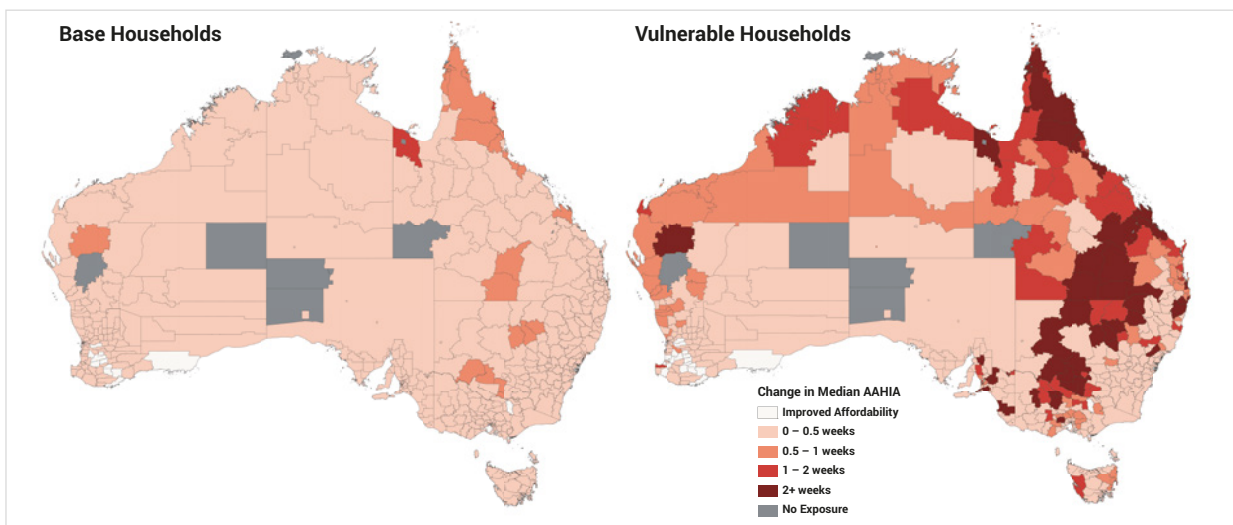 Base Households
Vulnerable Households
Change in Median AAHIA
Improved Affordability
0 – 0.5 weeks
0.5 – 1 weeks
1 – 2 weeks
2+ weeks
No Exposure